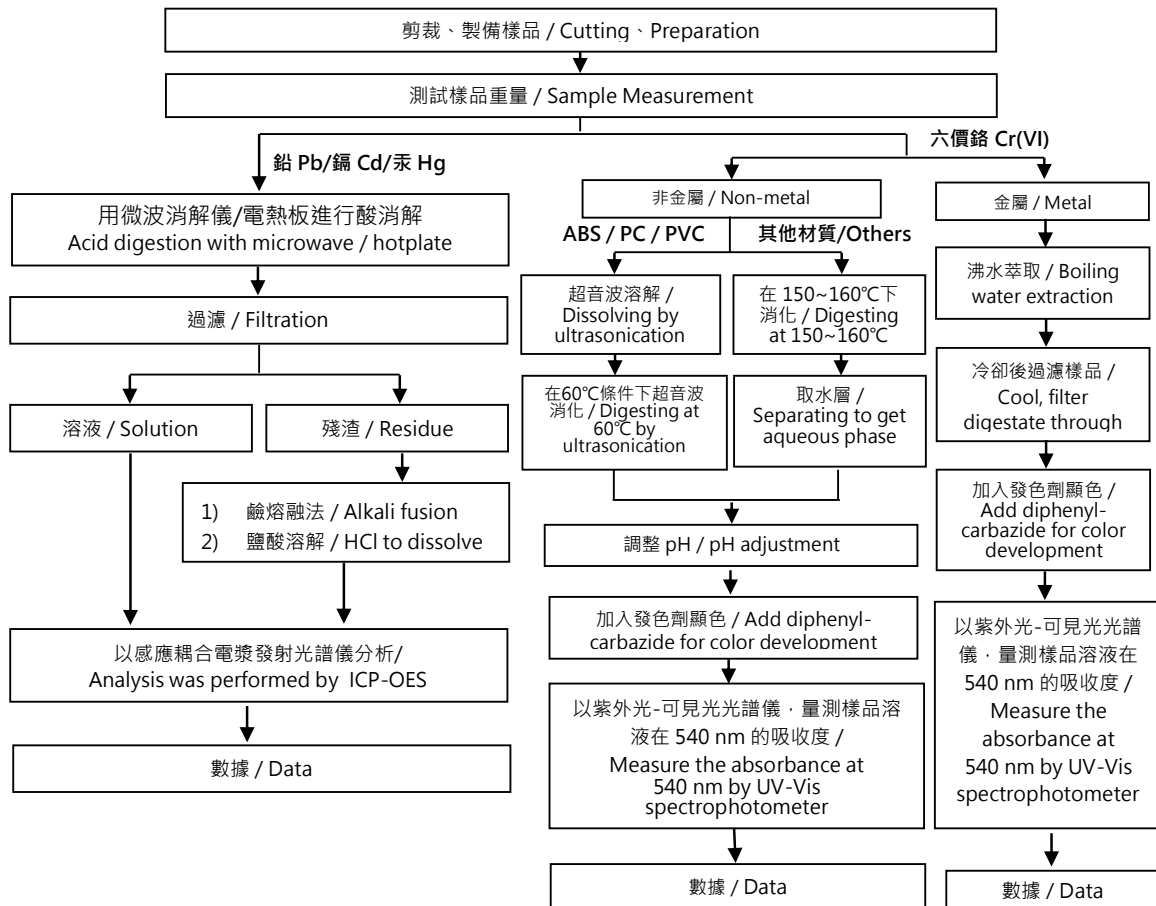 剪裁、製備樣品 / Cutting、Preparation
測試樣品重量 / Sample Measurement
鉛 Pb/鎘 Cd/汞 Hg
用微波消解儀/電熱板進行酸消解
Acid digestion with microwave / hotplate
過濾 / Filtration
溶液 / Solution
殘渣 / Residue
1) 鹼熔融法 / Alkali fusion
2) 鹽酸溶解 / HCl to dissolve
以感應耦合電漿發射光譜儀分析/
Analysis was performed by ICP-OES
數據 / Data
六價鉻 Cr(VI)
非金屬 / Non-metal
ABS / PC / PVC
超音波溶解 /
Dissolving by
ultrasonication
在60℃條件下超音波
消化 / Digesting at
60℃ by
ultrasonication
其他材質/Others
在 150~160℃下
消化 / Digesting
at 150~160℃
取水層 /
Separating to get
aqueous phase
調整 pH / pH adjustment
加入發色劑顯色 / Add diphenyl-
carbazide for color development
以紫外光-可見光光譜儀，量測樣品溶
液在 540 nm 的吸收度 /
Measure the absorbance at
540 nm by UV-Vis
spectrophotometer
數據 / Data
金屬 / Metal
沸水萃取 / Boiling
water extraction
冷卻後過濾樣品 /
Cool, filter
digestate through
加入發色劑顯色 /
Add diphenyl-
carbazide for color
development
以紫外光-可見光光譜
儀，量測樣品溶液在
540 nm 的吸收度 /
Measure the
absorbance at
540 nm by UV-Vis
spectrophotometer
數據 / Data